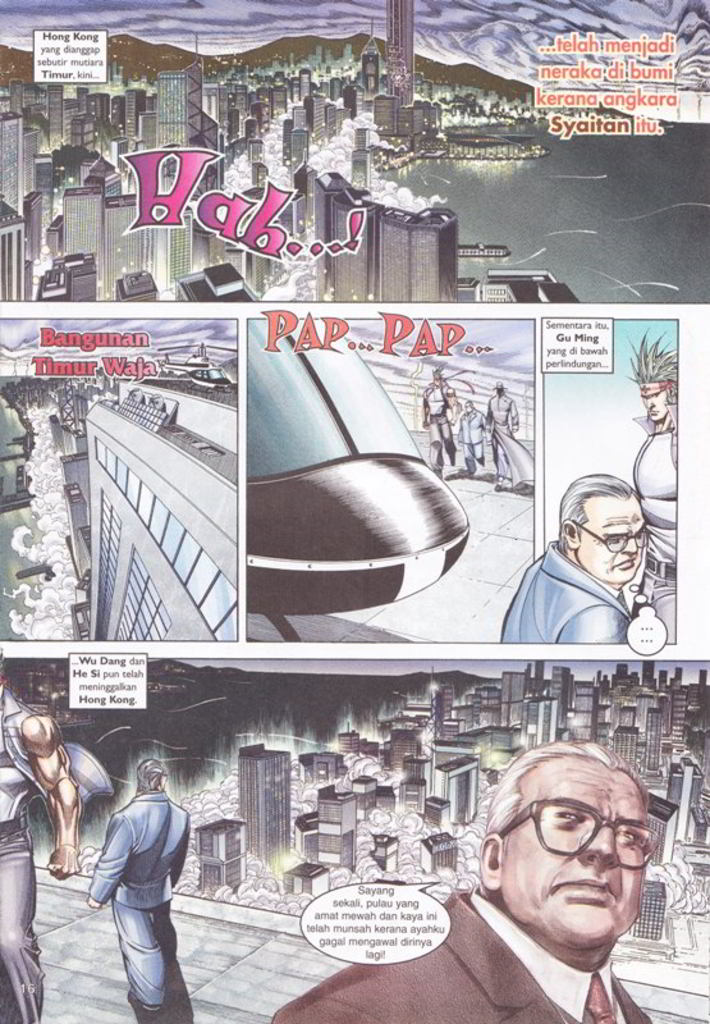 Hong Kong
yang dianggap
sebutir mutiara
Timur, kini...
...telah menjadi
neraka di bumi
kerana angkara
Syaitan itu.
Hab...!
Bangunan
Timur Waja
PAP... PAP...
Sementara itu,
Gu Ming
yang di bawah
perlindungan...
...
...Wu Dang dan
He Si pun telah
meninggalkan
Hong Kong.
Sayang
sekali, pulau yang
amat mewah dan kaya ini
telah munsah kerana ayahku
gagal mengawal dirinya
lagi!
16